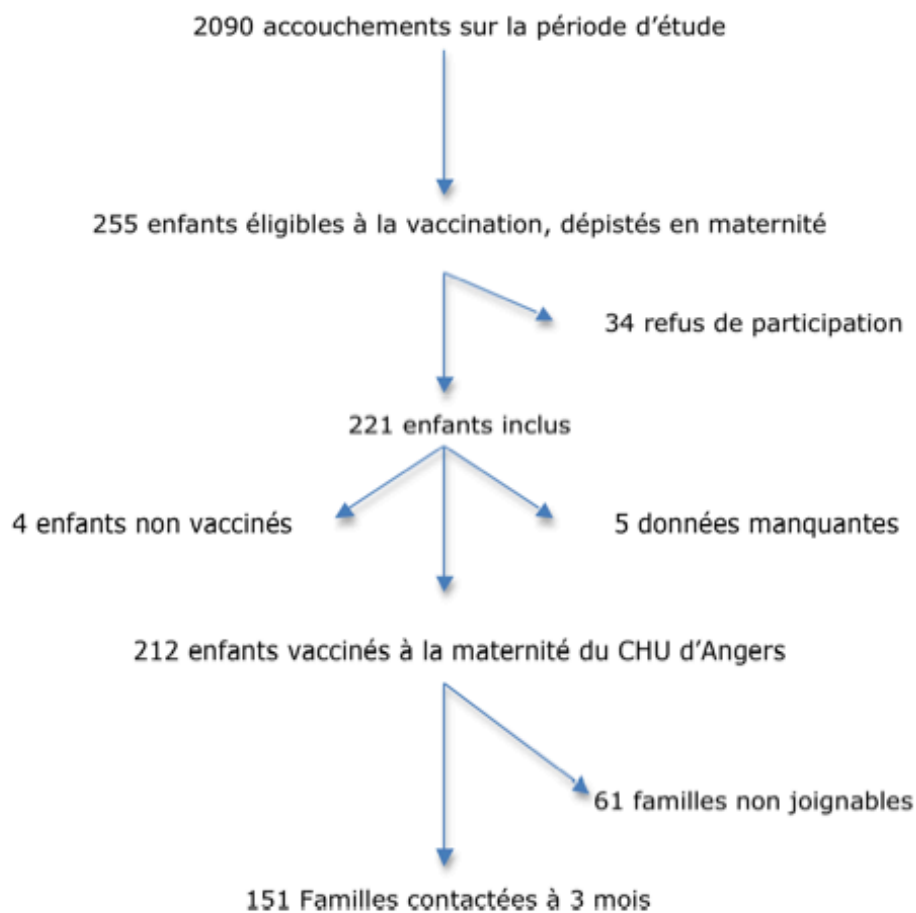 2090 accouchements sur la période d’étude
255 enfants éligibles à la vaccination, dépistés en maternité
34 refus de participation
221 enfants inclus
4 enfants non vaccinés
5 données manquantes
212 enfants vaccinés à la maternité du CHU d’Angers
61 familles non joignables
151 Familles contactées à 3 mois